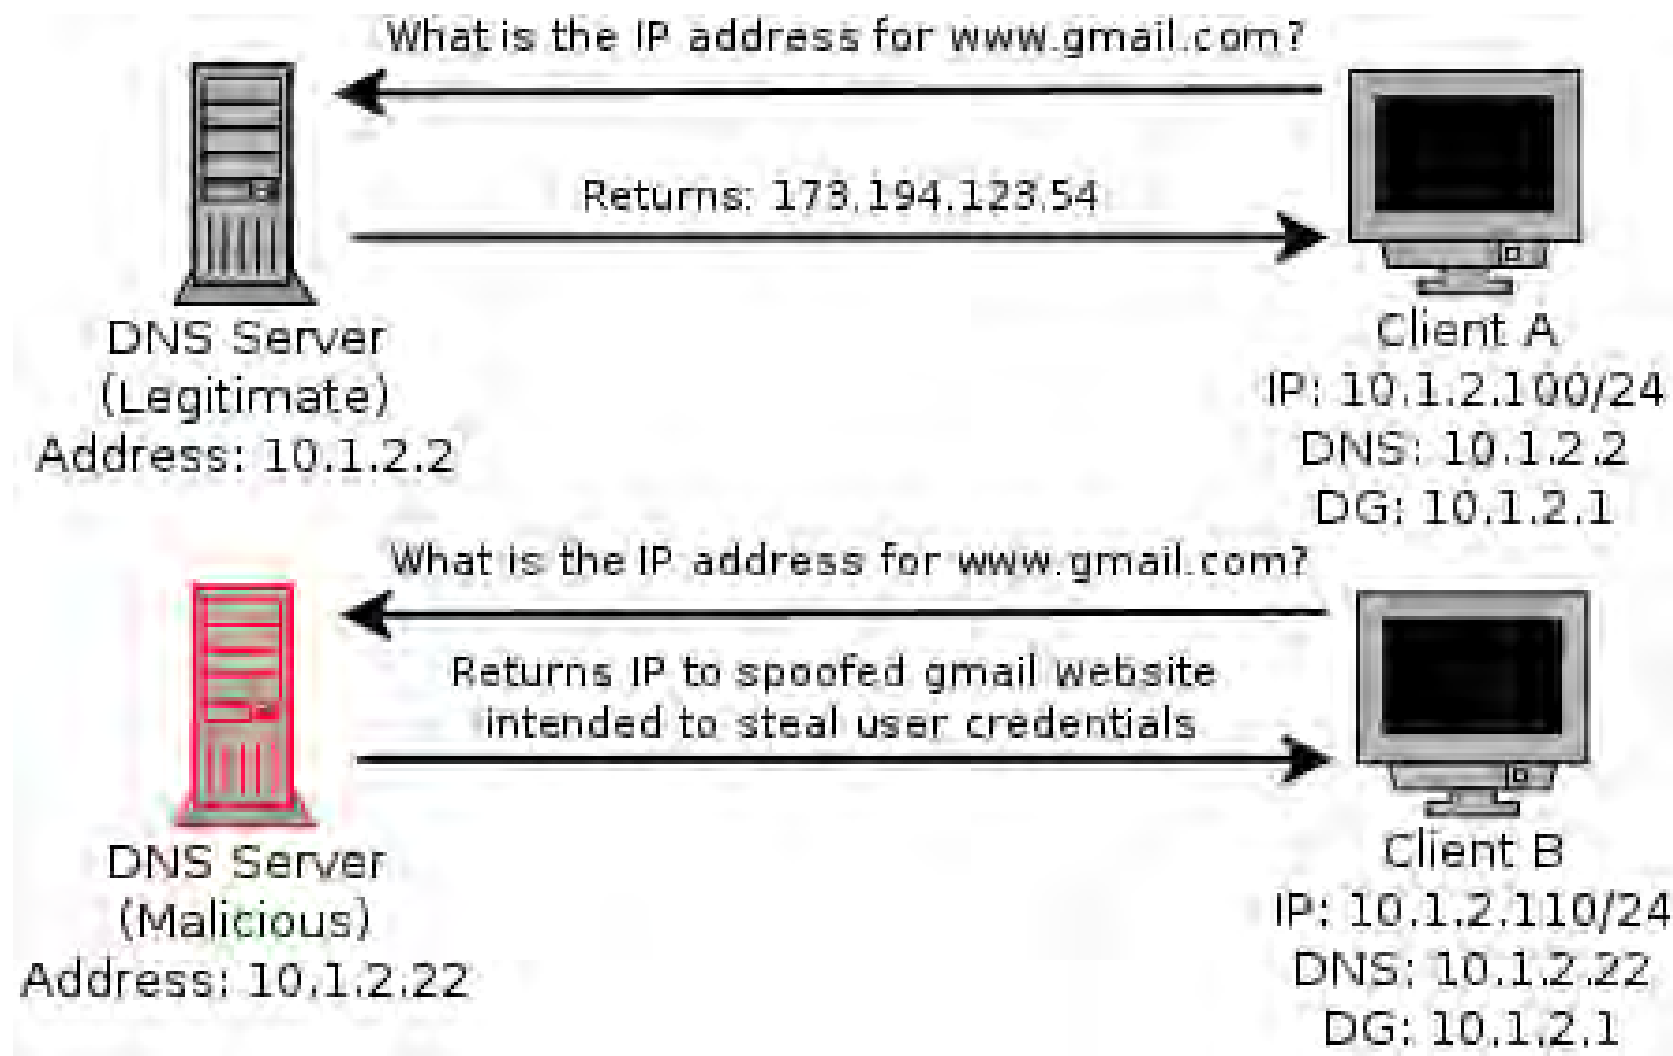 What is the IP address for www.gmail.com?
Returns: 173.194.123.54
DNS Server
(Legitimate)
Address: 10.1.2.2
Client A
IP: 10.1.2.100/24
DNS: 10.1.2.2
DG: 10.1.2.1
What is the IP address for www.gmail.com?
Returns IP to spoofed gmail website
intended to steal user credentials
DNS Server
(Malicious)
Address: 10.1.2.22
Client B
IP: 10.1.2.110/24
DNS: 10.1.2.22
DG: 10.1.2.1